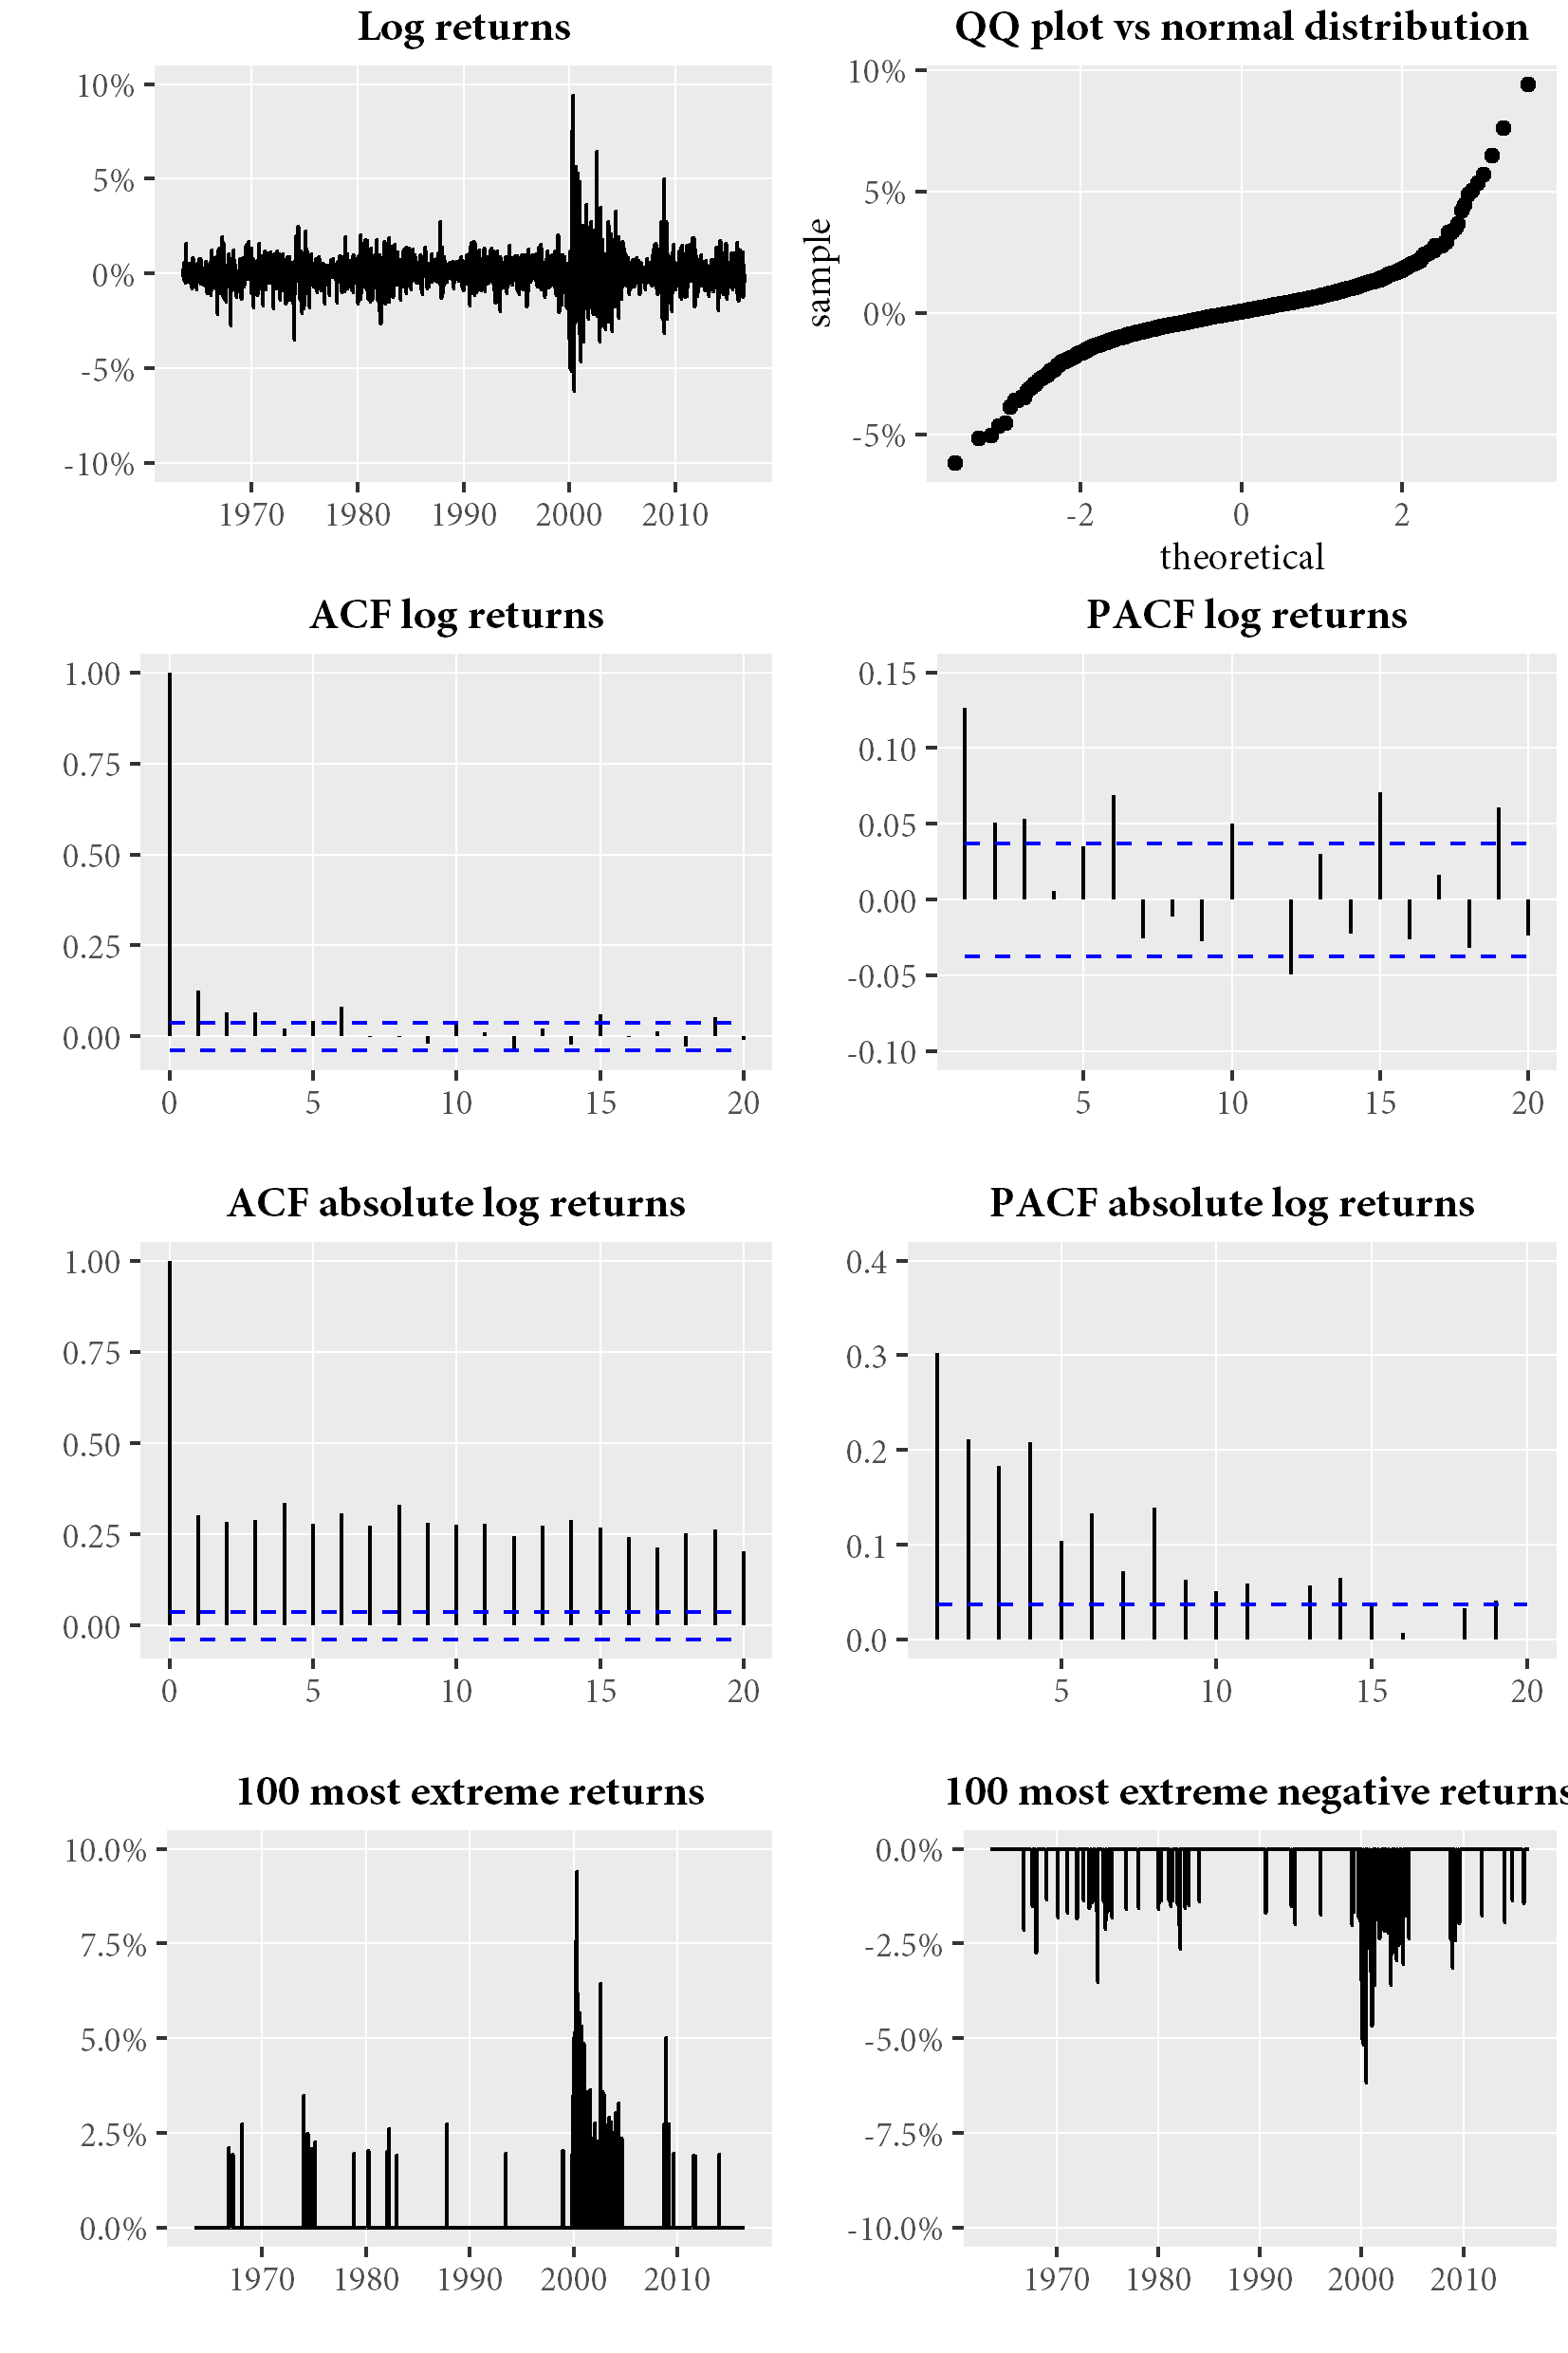 Log returns
10%
5%
0%
-5%
-10%
1970 1980 1990 2000 2010
QQ plot vs normal distribution
10%
5%
0%
-5%
sample
-2 0 2
theoretical
ACF log returns
1.00
0.75
0.50
0.25
0.00
0 5 10 15 20
PACF log returns
0.15
0.10
0.05
0.00
-0.05
-0.10
5 10 15 20
ACF absolute log returns
1.00
0.75
0.50
0.25
0.00
0 5 10 15 20
PACF absolute log returns
0.4
0.3
0.2
0.1
0.0
5 10 15 20
100 most extreme returns
10.0%
7.5%
5.0%
2.5%
0.0%
1970 1980 1990 2000 2010
100 most extreme negative returns
0.0%
-2.5%
-5.0%
-7.5%
-10.0%
1970 1980 1990 2000 2010